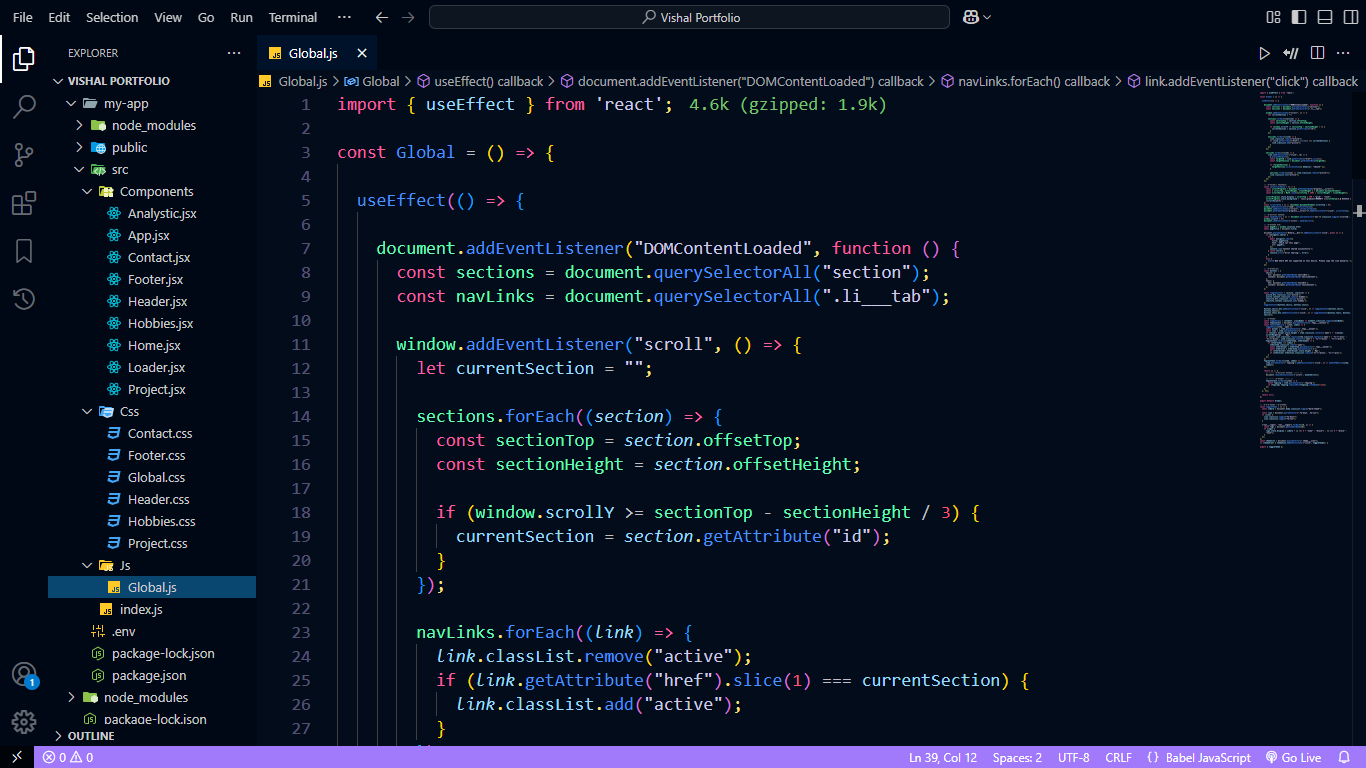 File Edit Selection View Go Run Terminal ··· Vishal Portfolio
EXPLORER ··· JS Global.js
JS Global.js > Global > useEffect() callback > document.addEventListener("DOMContentLoaded") callback > navLinks.forEach() callback > link.addEventListener("click") callback
VISHAL PORTFOLIO
my-app
node_modules
public
src
Components
Analystic.jsx
App.jsx
Contact.jsx
Footer.jsx
Header.jsx
Hobbies.jsx
Home.jsx
Loader.jsx
Project.jsx
Css
Contact.css
Footer.css
Global.css
Header.css
Hobbies.css
Project.css
Js
JS Global.js
JS index.js
.env
package-lock.json
package.json
node_modules
package-lock.json
OUTLINE
1
1 import { useEffect } from 'react'; 4.6k (gzipped: 1.9k)
2
3 const Global = () => {
4
5 useEffect(() => {
6
7 document.addEventListener("DOMContentLoaded", function () {
8 const sections = document.querySelectorAll("section");
9 const navLinks = document.querySelectorAll(".li___tab");
10
11 window.addEventListener("scroll", () => {
12 let currentSection = "";
13
14 sections.forEach((section) => {
15 const sectionTop = section.offsetTop;
16 const sectionHeight = section.offsetHeight;
17
18 if (window.scrollY >= sectionTop - sectionHeight / 3) {
19 currentSection = section.getAttribute("id");
20 }
21 });
22
23 navLinks.forEach((link) => {
24 link.classList.remove("active");
25 if (link.getAttribute("href").slice(1) === currentSection) {
26 link.classList.add("active");
27 }
0 0 Ln 39, Col 12 Spaces: 2 UTF-8 CRLF {} Babel JavaScript Go Live